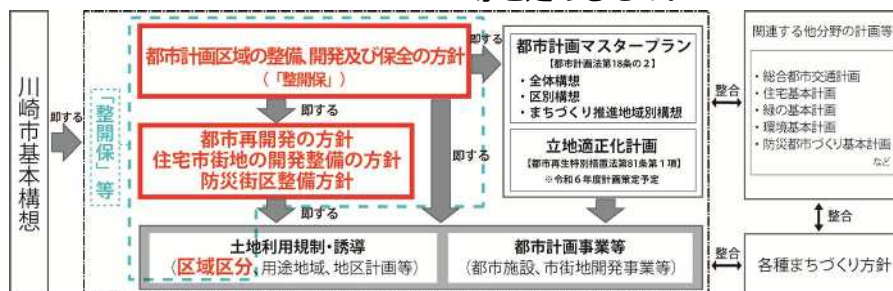 川崎市基本構想
即する
「整開保」等
都市計画区域の整備、開発及び保全の方針
(「整開保」)
即する
都市再開発の方針
住宅市街地の開発整備の方針
防災街区整備方針
即する
即する
即する
都市計画マスタープラン
【都市計画法第18条の2】
・全体構想
・区別構想
・まちづくり推進地域別構想
立地適正化計画
【都市再生特別措置法第81条第1項】
※令和6年度計画策定予定
土地利用規制・誘導
(区域区分、用途地域、地区計画等)
都市計画事業等
(都市施設、市街地開発事業等)
整合
整合
関連する他分野の計画等
・総合都市交通計画
・住宅基本計画
・緑の基本計画
・環境基本計画
・防災都市づくり基本計画
など
整合
各種まちづくり方針